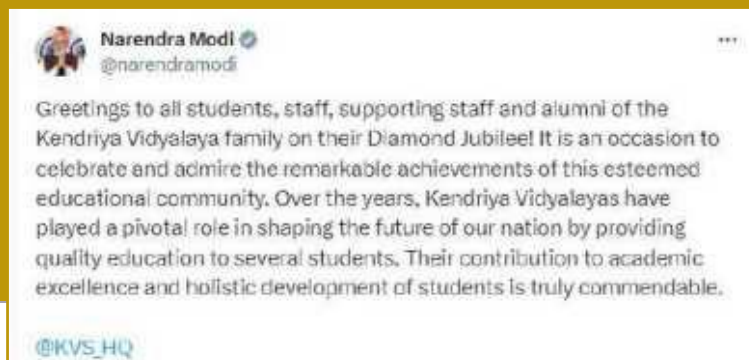 Narendra Modi
@narendramodi
Greetings to all students, staff, supporting staff and alumni of the
Kendriya Vidyalaya family on their Diamond Jubilee! It is an occasion to
celebrate and admire the remarkable achievements of this esteemed
educational community. Over the years, Kendriya Vidyalayas have
played a pivotal role in shaping the future of our nation by providing
quality education to several students. Their contribution to academic
excellence and holistic development of students is truly commendable.
@KVS_HQ